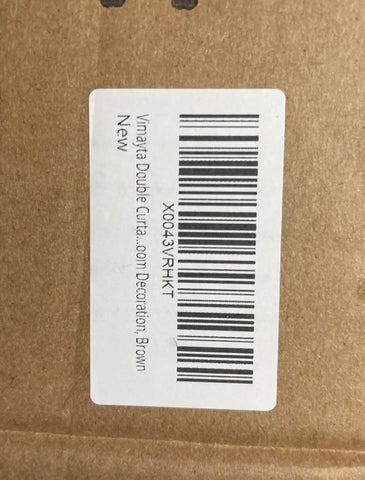 X0043VRHKT
Vimayta Double Curta...oom Decoration, Brown
New